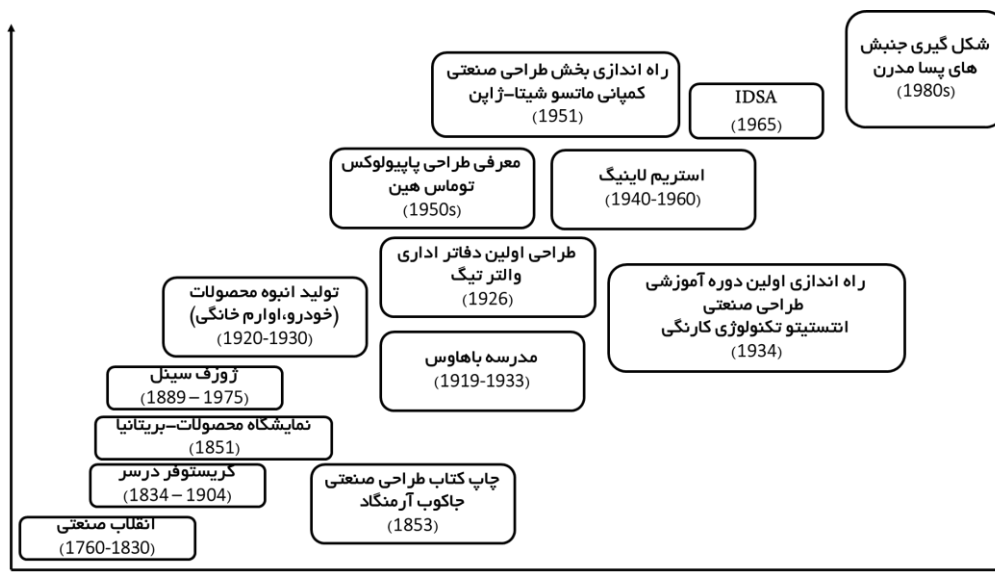 شکل گیری جنبش
های پسا مدرن
(1980s)
راه اندازی بخش طراحی صنعتی
کمپانی ماتسو شیتا-ژاپن
(1951)
IDSA
(1965)
معرفی طراحی پاپیولوکس
توماس هین
(1950s)
استریم لاینیگ
(1940-1960)
طراحی اولین دفاتر اداری
والتر تیگ
(1926)
راه اندازی اولین دوره آموزشی
طراحی صنعتی
انتستیتو تکنولوژی کارنگی
(1934)
تولید انبوه محصولات
(خودرو،اوارم خانگی)
(1920-1930)
مدرسه باهاوس
(1919-1933)
ژوزف سینل
(1889 – 1975)
نمایشگاه محصولات-بریتانیا
(1851)
کریستوفر درسر
(1834 – 1904)
چاپ کتاب طراحی صنعتی
جاکوب آرمنگاد
(1853)
انقلاب صنعتی
(1760-1830)